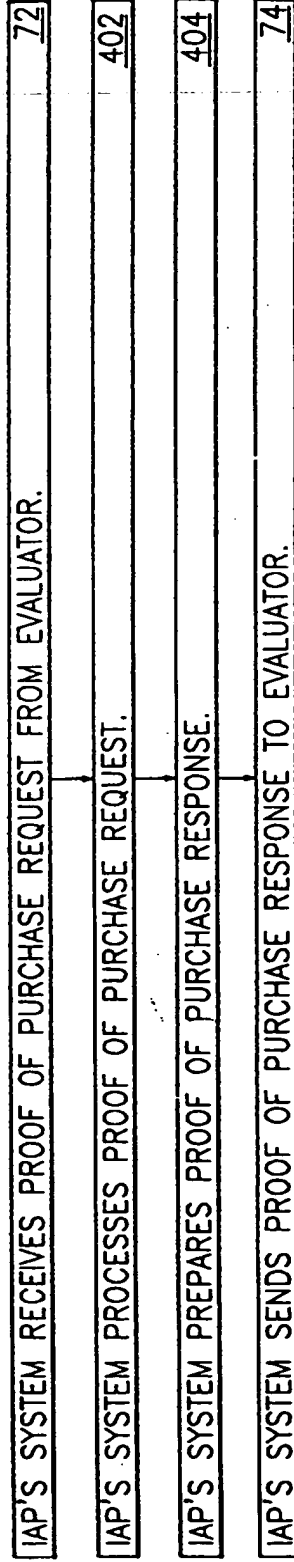 IAP'S SYSTEM RECEIVES PROOF OF PURCHASE REQUEST FROM EVALUATOR. 72
IAP'S SYSTEM PROCESSES PROOF OF PURCHASE REQUEST. 402
IAP'S SYSTEM PREPARES PROOF OF PURCHASE RESPONSE. 404
IAP'S SYSTEM SENDS PROOF OF PURCHASE RESPONSE TO EVALUATOR. 74